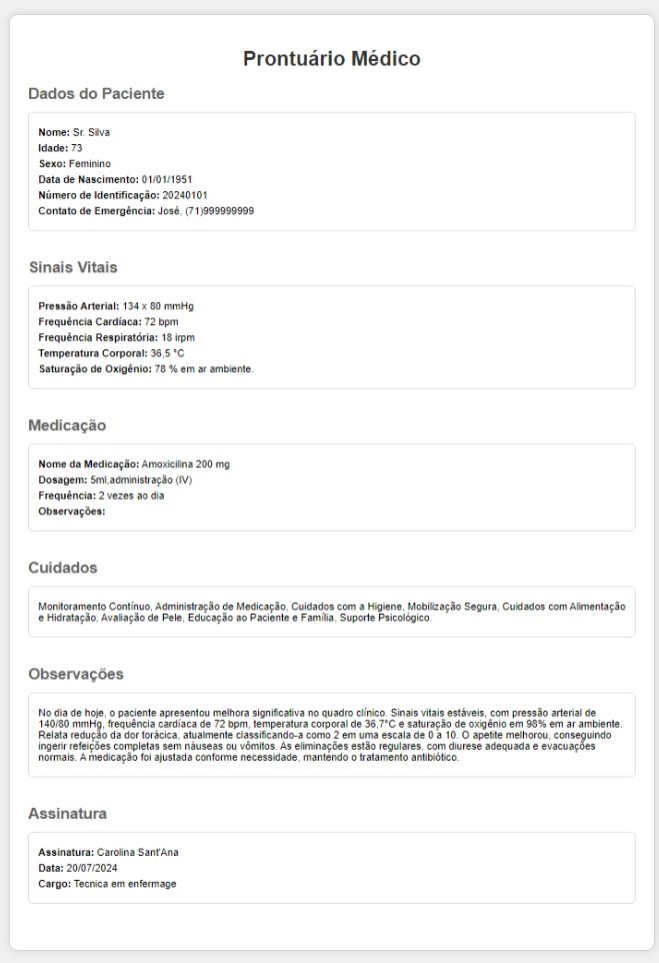 Prontuário Médico
Dados do Paciente
Nome: Sr. Silva
Idade: 73
Sexo: Feminino
Data de Nascimento: 01/01/1951
Número de Identificação: 20240101
Contato de Emergência: José, (71)999999999
Sinais Vitais
Pressão Arterial: 134 x 80 mmHg
Frequência Cardíaca: 72 bpm
Frequência Respiratória: 18 irpm
Temperatura Corporal: 36,5 °C
Saturação de Oxigênio: 78 % em ar ambiente.
Medicação
Nome da Medicação: Amoxicilina 200 mg
Dosagem: 5ml,administração (IV)
Frequência: 2 vezes ao dia
Observações:
Cuidados
Monitoramento Contínuo, Administração de Medicação, Cuidados com a Higiene, Mobilização Segura, Cuidados com Alimentação
e Hidratação, Avaliação de Pele, Educação ao Paciente e Família, Suporte Psicológico.
Observações
No dia de hoje, o paciente apresentou melhora significativa no quadro clínico. Sinais vitais estáveis, com pressão arterial de
140/80 mmHg, frequência cardíaca de 72 bpm, temperatura corporal de 36,7°C e saturação de oxigênio em 98% em ar ambiente.
Relata redução da dor torácica, atualmente classificando-a como 2 em uma escala de 0 a 10. O apetite melhorou, conseguindo
ingerir refeições completas sem náuseas ou vômitos. As eliminações estão regulares, com diurese adequada e evacuações
normais. A medicação foi ajustada conforme necessidade, mantendo o tratamento antibiótico.
Assinatura
Assinatura: Carolina Sant'Ana
Data: 20/07/2024
Cargo: Tecnica em enfermage